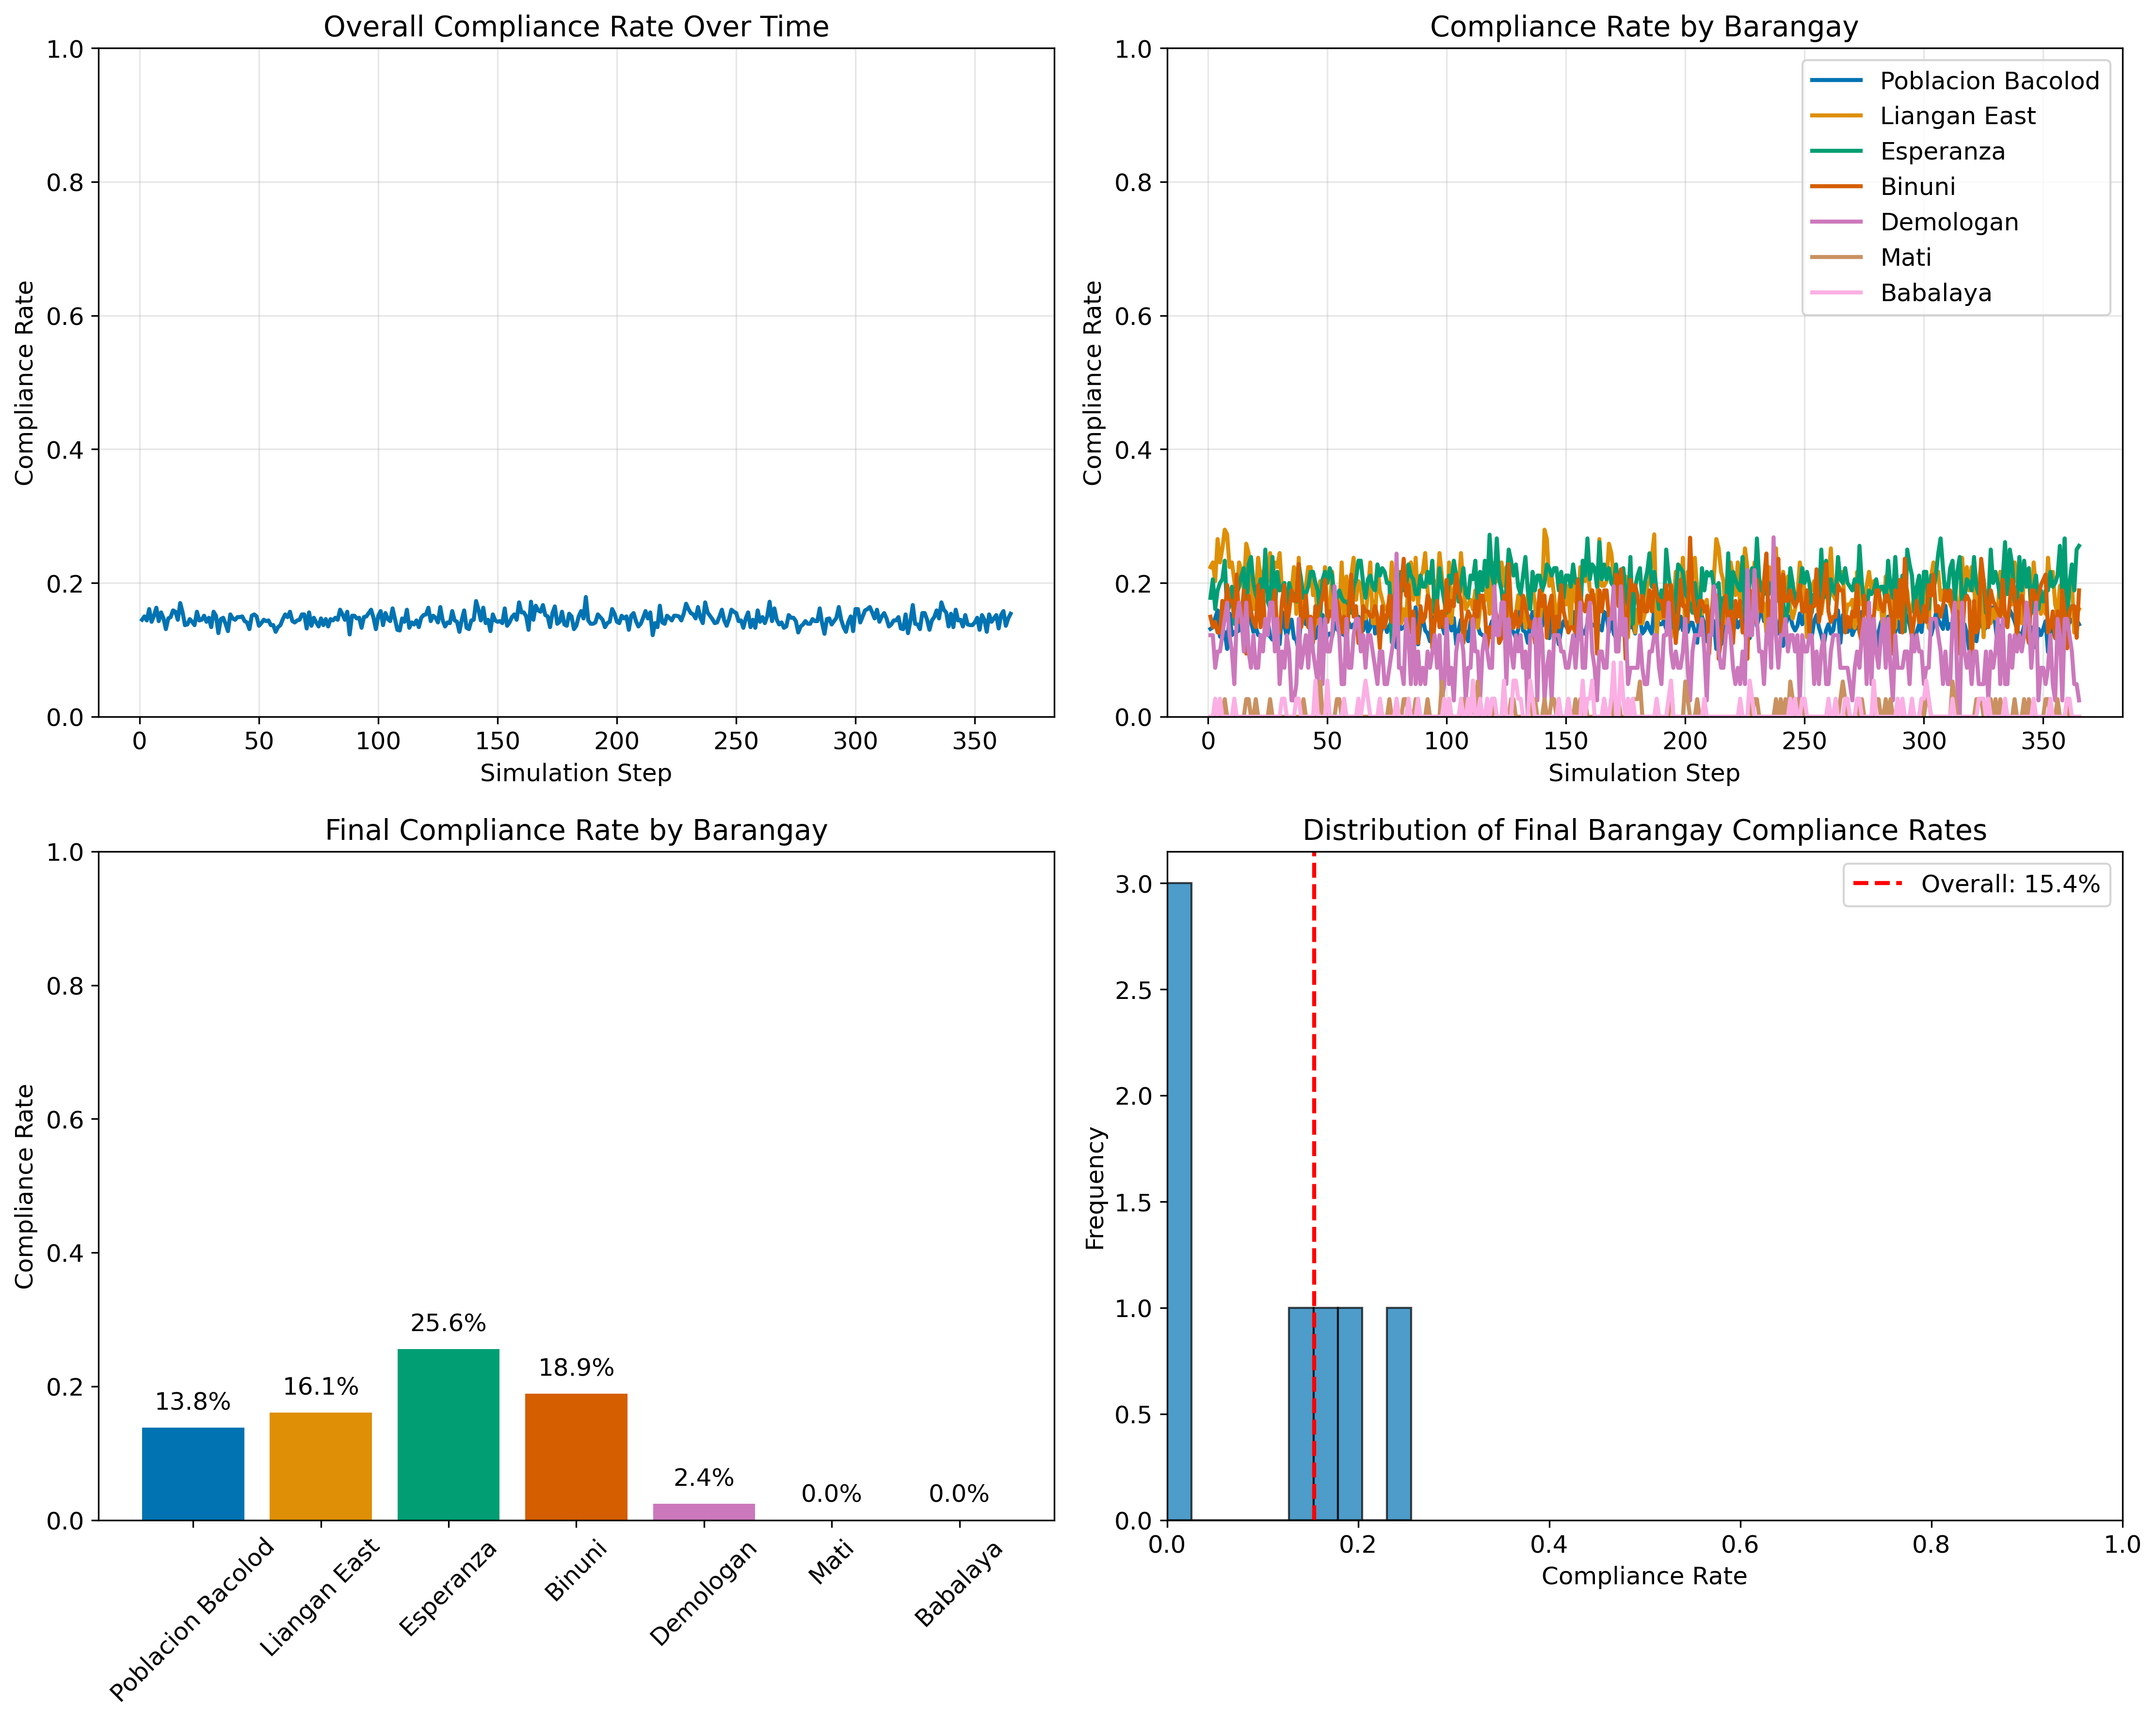 Overall Compliance Rate Over Time
1.0
0.8
0.6
0.4
0.2
0.0
Compliance Rate
0 50 100 150 200 250 300 350
Simulation Step
Compliance Rate by Barangay
1.0
0.8
0.6
0.4
0.2
0.0
Compliance Rate
Poblacion Bacolod
Liangan East
Esperanza
Binuni
Demologan
Mati
Babalaya
0 50 100 150 200 250 300 350
Simulation Step
Final Compliance Rate by Barangay
1.0
0.8
0.6
0.4
0.2
0.0
Compliance Rate
13.8%
16.1%
25.6%
18.9%
2.4%
0.0%
0.0%
Poblacion Bacolod
Liangan East
Esperanza
Binuni
Demologan
Mati
Babalaya
Distribution of Final Barangay Compliance Rates
3.0
2.5
2.0
1.5
1.0
0.5
0.0
Frequency
Overall: 15.4%
0.0 0.2 0.4 0.6 0.8 1.0
Compliance Rate